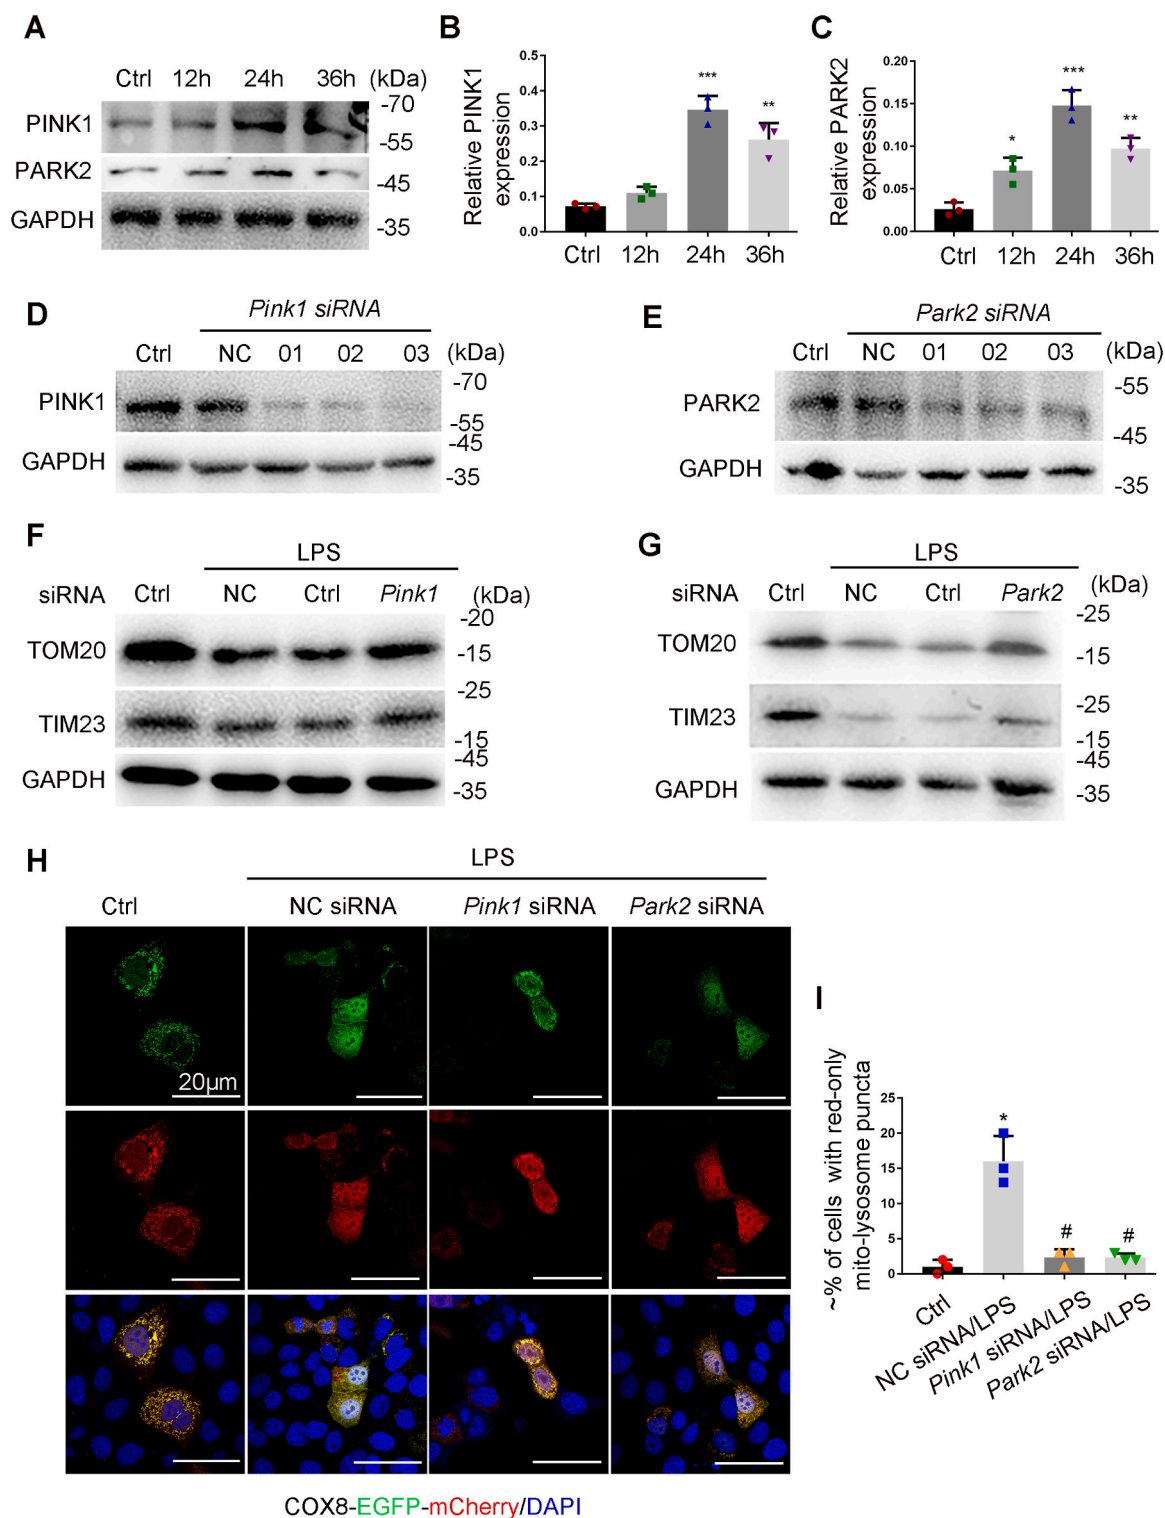 A
Ctrl 12h 24h 36h (kDa)
PINK1
-70
-55
PARK2
-45
GAPDH
-35
B
Relative PINK1
expression
0.5
0.4
0.3
0.2
0.1
0.0
***
**
Ctrl 12h 24h 36h
C
Relative PARK2
expression
0.20
0.15
0.10
0.05
0.00
*
***
**
Ctrl 12h 24h 36h
D
Pink1 siRNA
Ctrl NC 01 02 03 (kDa)
PINK1
-70
-55
GAPDH
-45
-35
E
Park2 siRNA
Ctrl NC 01 02 03 (kDa)
PARK2
-55
-45
GAPDH
-35
F
LPS
siRNA Ctrl NC Ctrl Pink1 (kDa)
TOM20
-20
-15
TIM23
-25
-15
GAPDH
-45
-35
G
LPS
siRNA Ctrl NC Ctrl Park2 (kDa)
TOM20
-25
-15
TIM23
-25
-15
GAPDH
-45
-35
H
LPS
Ctrl NC siRNA Pink1 siRNA Park2 siRNA
20μm
COX8-EGFP-mCherry/DAPI
I
~% of cells with red-only
mito-lysosome puncta
25
20
15
10
5
0
*
#
#
Ctrl
NC siRNA/LPS
Pink1 siRNA/LPS
Park2 siRNA/LPS